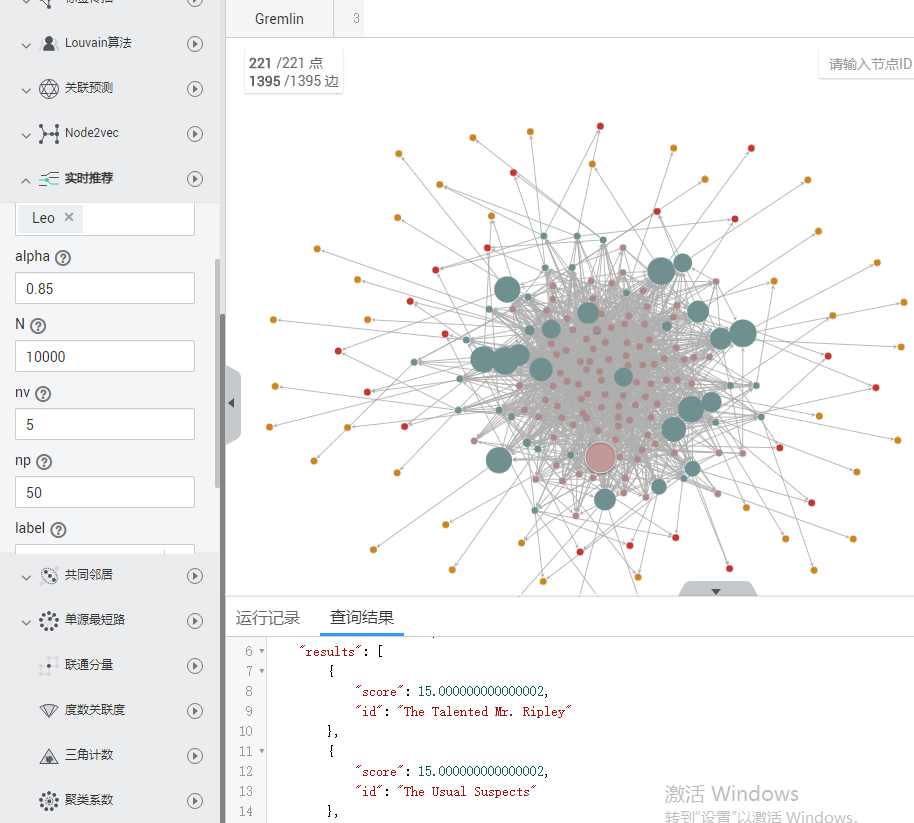 Gremlin
3
Louvain算法
关联预测
Node2vec
实时推荐
Leo ×
alpha ?
0.85
N ?
10000
nv ?
5
np ?
50
label ?
共同邻居
单源最短路
联通分量
度数关联度
三角计数
聚类系数
221 /221 点
1395 /1395 边
请输入节点ID
运行记录
查询结果
6 "results": [
7 {
8 "score": 15.000000000000002,
9 "id": "The Talented Mr. Ripley"
10 },
11 {
12 "score": 15.000000000000002,
13 "id": "The Usual Suspects"
14 },
激活 Windows
转到"设置"以激活 Windows。